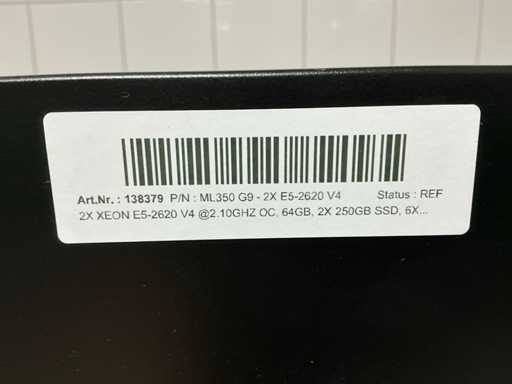 Art.Nr. : 138379 P/N : ML350 G9 - 2X E5-2620 V4 Status : REF
2X XEON E5-2620 V4 @2.10GHZ OC, 64GB, 2X 250GB SSD, 6X...